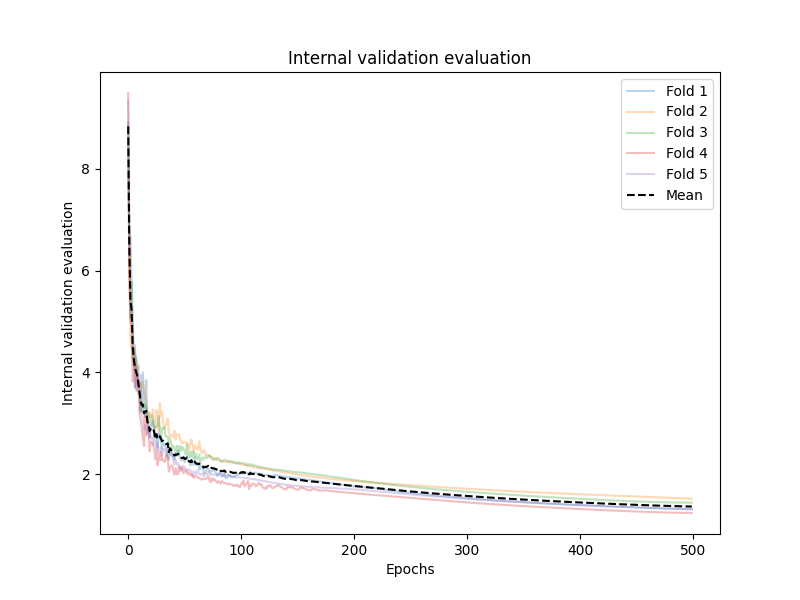 Internal validation evaluation
Internal validation evaluation
8
6
4
2
0
100
200
300
400
500
Epochs
Fold 1
Fold 2
Fold 3
Fold 4
Fold 5
Mean